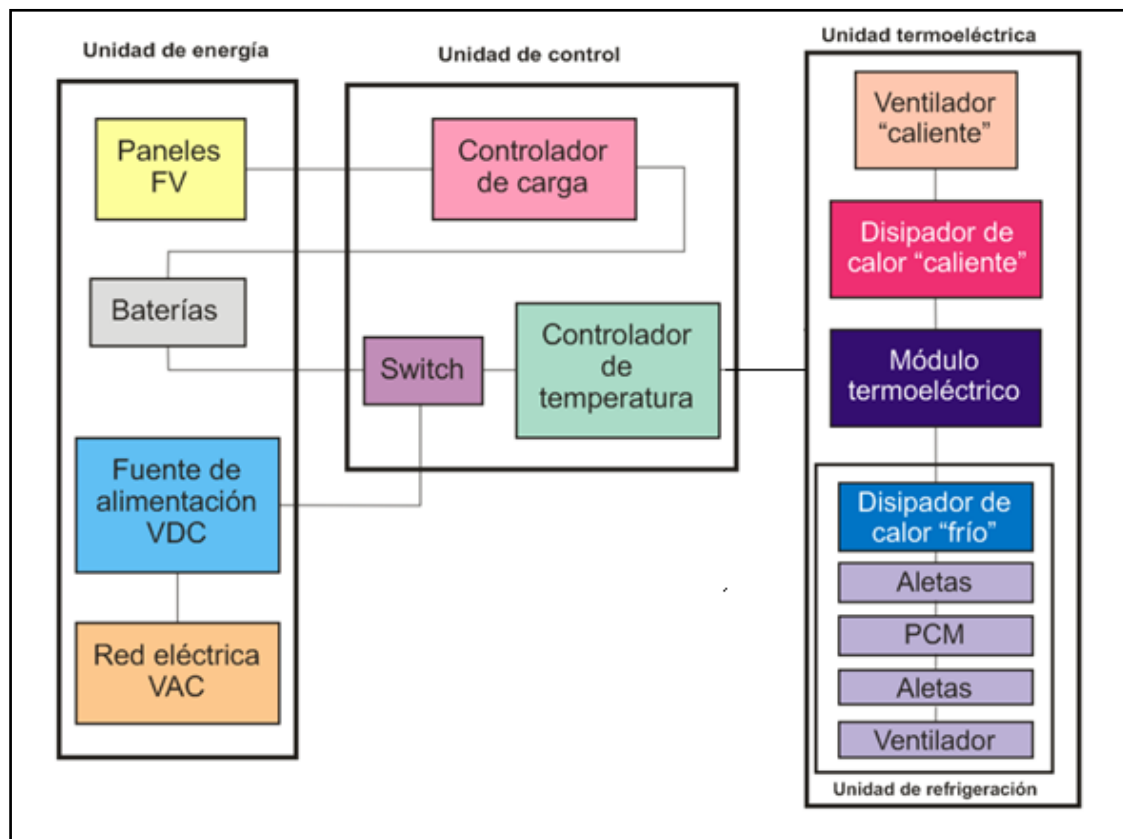 Unidad de energía
Paneles
FV
Baterías
Fuente de
alimentación
VDC
Red eléctrica
VAC
Unidad de control
Controlador
de carga
Switch
Controlador
de
temperatura
Unidad termoeléctrica
Ventilador
“caliente”
Disipador de
calor “caliente”
Módulo
termoeléctrico
Disipador de
calor “frío”
Aletas
PCM
Aletas
Ventilador
Unidad de refrigeración